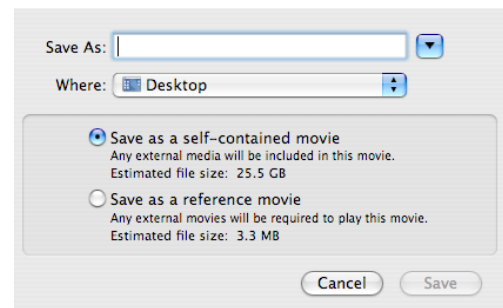 Save As:
Where: Desktop
Save as a self-contained movie
Any external media will be included in this movie.
Estimated file size: 25.5 GB
Save as a reference movie
Any external movies will be required to play this movie.
Estimated file size: 3.3 MB
Cancel Save